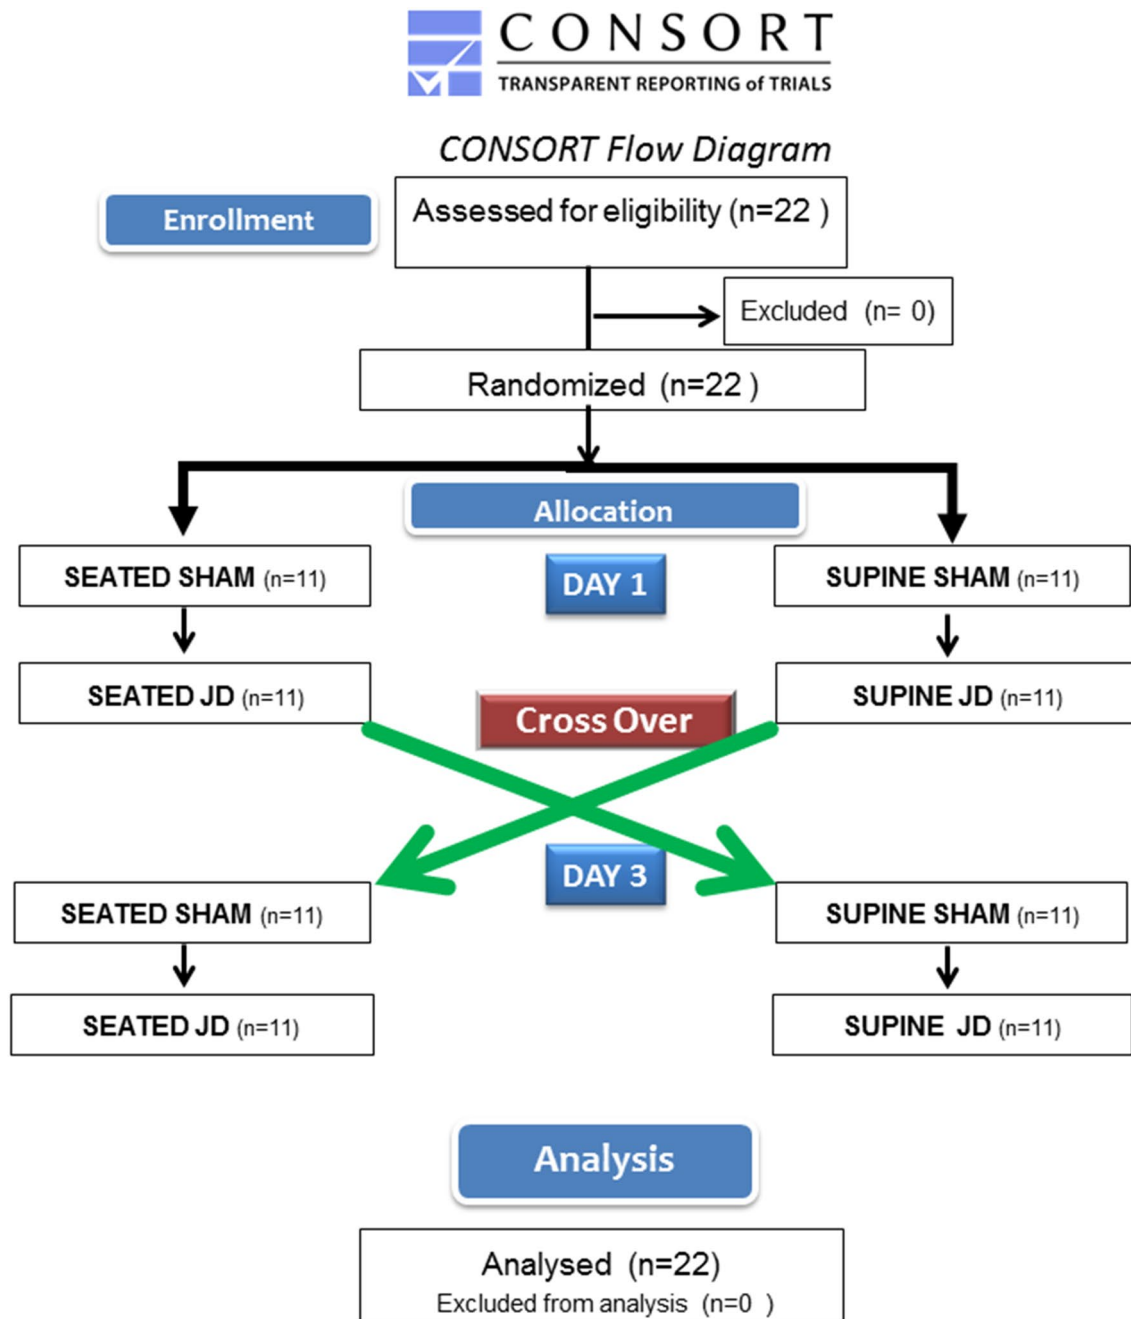 CONSORT
TRANSPARENT REPORTING of TRIALS
CONSORT Flow Diagram
Enrollment
Assessed for eligibility (n=22 )
Excluded (n= 0)
Randomized (n=22 )
Allocation
SEATED SHAM (n=11)
DAY 1
SUPINE SHAM (n=11)
SEATED JD (n=11)
SUPINE JD (n=11)
Cross Over
DAY 3
SEATED SHAM (n=11)
SUPINE SHAM (n=11)
SEATED JD (n=11)
SUPINE JD (n=11)
Analysis
Analysed (n=22)
Excluded from analysis (n=0 )